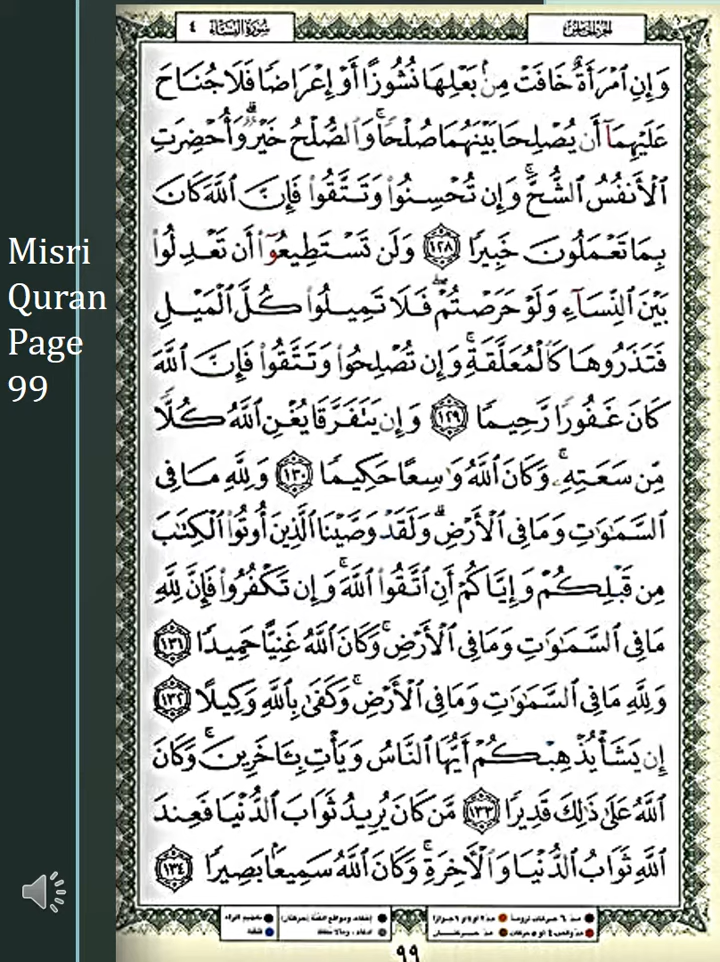 سُورَةُ النِّسَاءِ ٤
الجزء الخامس
وَإِنِ ٱمْرَأَةٌ خَافَتْ مِنۢ بَعْلِهَا نُشُوزًا أَوْ إِعْرَاضًا فَلَا جُنَاحَ
عَلَيْهِمَآ أَن يُصْلِحَا بَيْنَهُمَا صُلْحًا ۚ وَٱلصُّلْحُ خَيْرٌ ۗ وَأُحْضِرَتِ
ٱلْأَنفُسُ ٱلشُّحَّ ۚ وَإِن تُحْسِنُوا۟ وَتَتَّقُوا۟ فَإِنَّ ٱللَّهَ كَانَ
بِمَا تَعْمَلُونَ خَبِيرًا ١٢٨ وَلَن تَسْتَطِيعُوٓا۟ أَن تَعْدِلُوا۟
بَيْنَ ٱلنِّسَآءِ وَلَوْ حَرَصْتُمْ ۖ فَلَا تَمِيلُوا۟ كُلَّ ٱلْمَيْلِ
فَتَذَرُوهَا كَٱلْمُعَلَّقَةِ ۚ وَإِن تُصْلِحُوا۟ وَتَتَّقُوا۟ فَإِنَّ ٱللَّهَ
كَانَ غَفُورًا رَّحِيمًا ١٢٩ وَإِن يَتَفَرَّقَا يُغْنِ ٱللَّهُ كُلًّا
مِّن سَعَتِهِۦ ۚ وَكَانَ ٱللَّهُ وَٰسِعًا حَكِيمًا ١٣٠ وَلِلَّهِ مَا فِى
ٱلسَّمَٰوَٰتِ وَمَا فِى ٱلْأَرْضِ ۗ وَلَقَدْ وَصَّيْنَا ٱلَّذِينَ أُوتُوا۟ ٱلْكِتَٰبَ
مِن قَبْلِكُمْ وَإِيَّاكُمْ أَنِ ٱتَّقُوا۟ ٱللَّهَ ۚ وَإِن تَكْفُرُوا۟ فَإِنَّ لِلَّهِ
مَا فِى ٱلسَّمَٰوَٰتِ وَمَا فِى ٱلْأَرْضِ ۚ وَكَانَ ٱللَّهُ غَنِيًّا حَمِيدًا ١٣١
وَلِلَّهِ مَا فِى ٱلسَّمَٰوَٰتِ وَمَا فِى ٱلْأَرْضِ ۚ وَكَفَىٰ بِٱللَّهِ وَكِيلًا ١٣٢
إِن يَشَأْ يُذْهِبْكُمْ أَيُّهَا ٱلنَّاسُ وَيَأْتِ بِـَٔاخَرِينَ ۚ وَكَانَ
ٱللَّهُ عَلَىٰ ذَٰلِكَ قَدِيرًا ١٣٣ مَّن كَانَ يُرِيدُ ثَوَابَ ٱلدُّنْيَا فَعِندَ
ٱللَّهِ ثَوَابُ ٱلدُّنْيَا وَٱلْءَاخِرَةِ ۚ وَكَانَ ٱللَّهُ سَمِيعًۢا بَصِيرًا ١٣٤
Misri
Quran
Page
99
٩٩